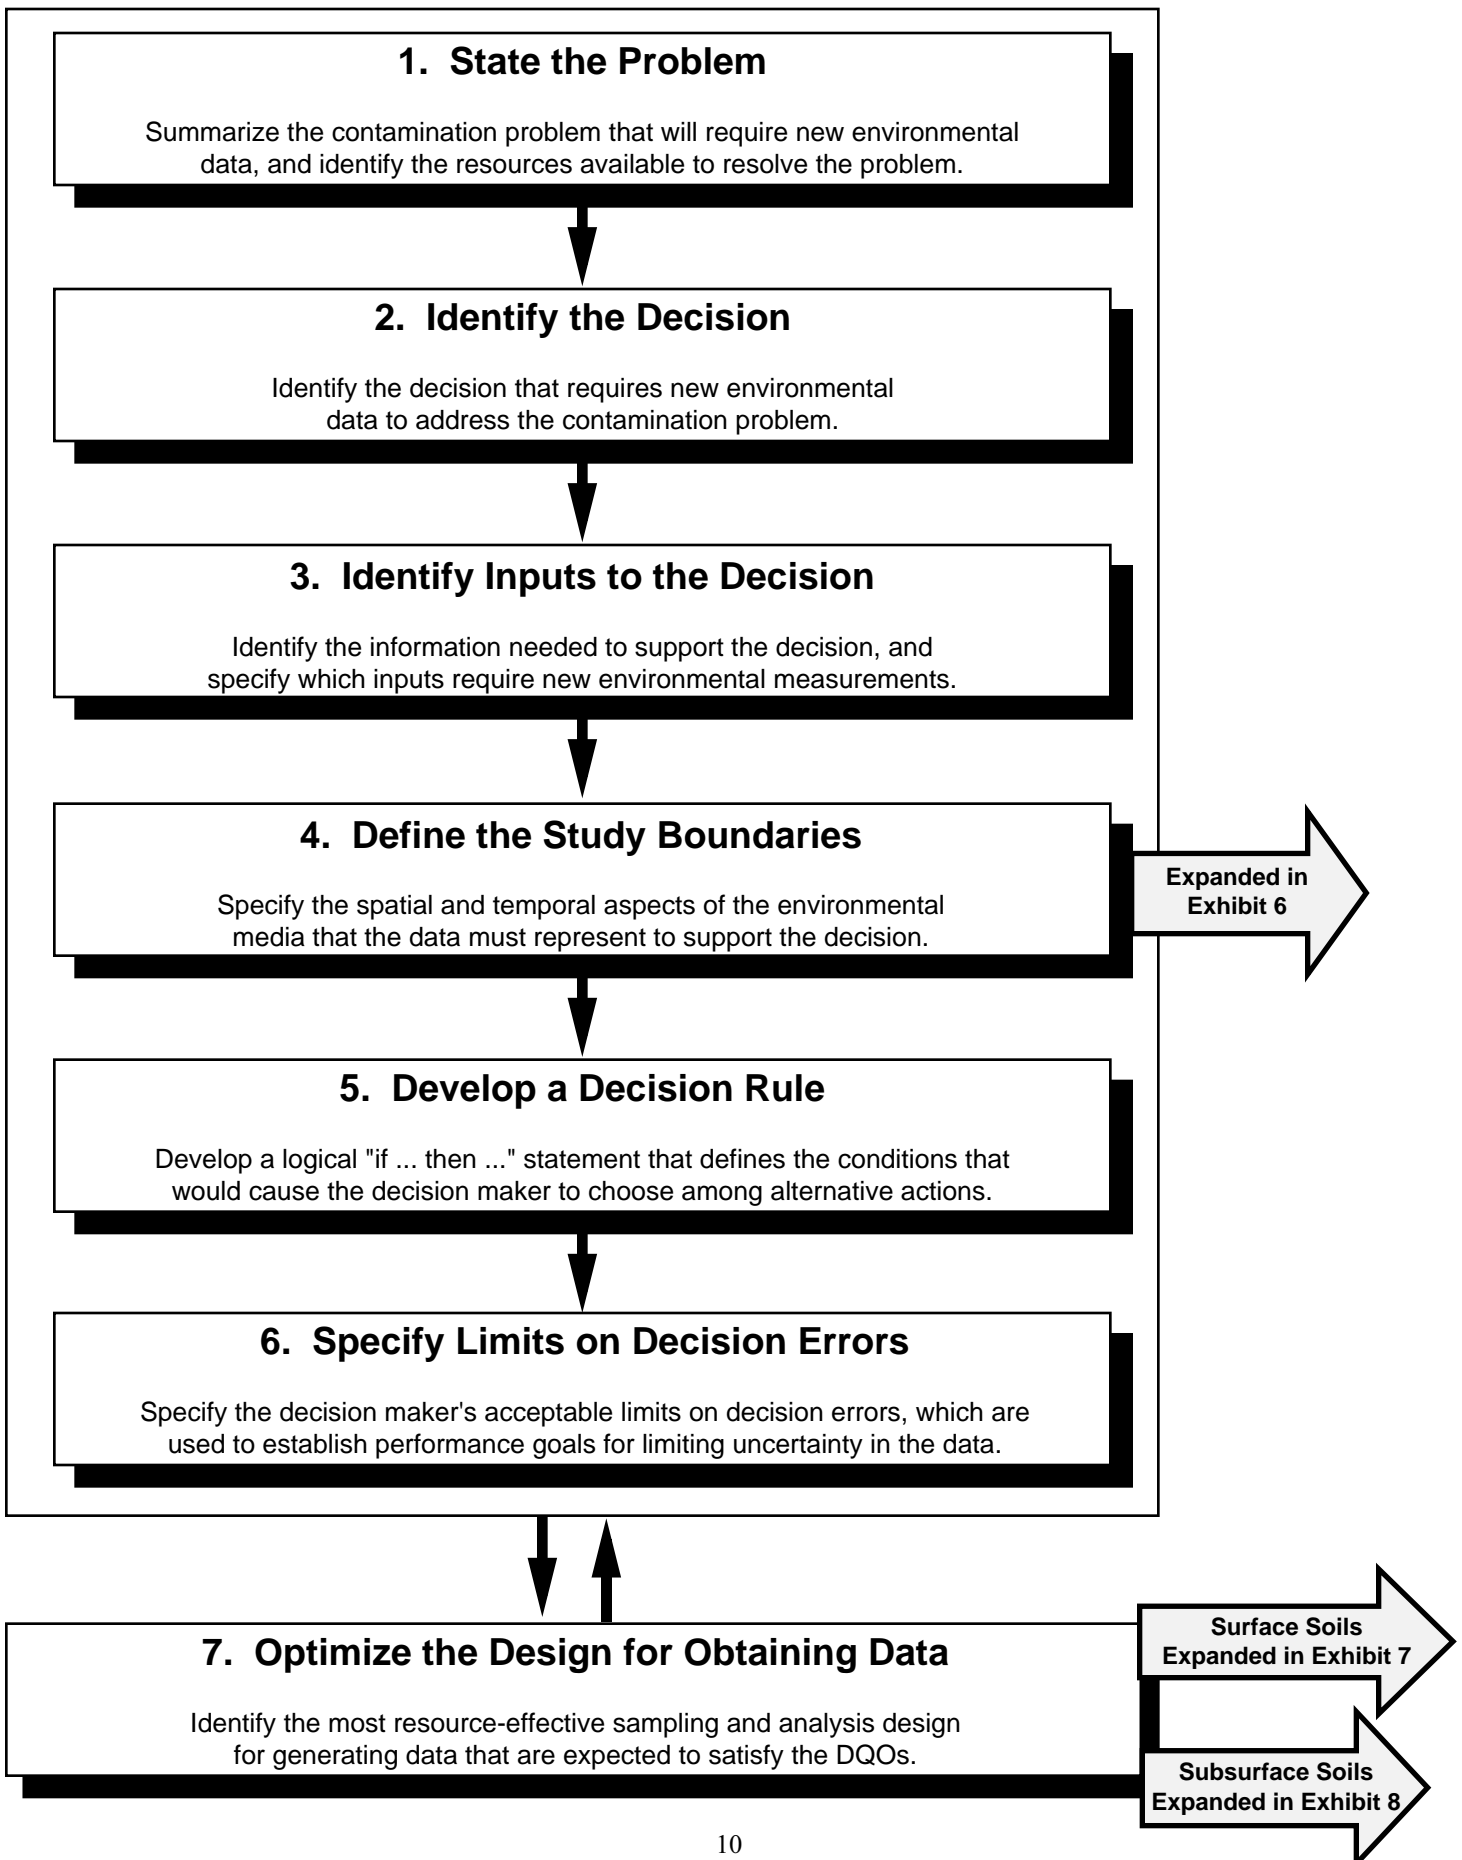 1. State the Problem
Summarize the contamination problem that will require new environmental
data, and identify the resources available to resolve the problem.
2. Identify the Decision
Identify the decision that requires new environmental
data to address the contamination problem.
3. Identify Inputs to the Decision
Identify the information needed to support the decision, and
specify which inputs require new environmental measurements.
4. Define the Study Boundaries
Specify the spatial and temporal aspects of the environmental
media that the data must represent to support the decision.
Expanded in
Exhibit 6
5. Develop a Decision Rule
Develop a logical "if ... then ..." statement that defines the conditions that
would cause the decision maker to choose among alternative actions.
6. Specify Limits on Decision Errors
Specify the decision maker's acceptable limits on decision errors, which are
used to establish performance goals for limiting uncertainty in the data.
7. Optimize the Design for Obtaining Data
Identify the most resource-effective sampling and analysis design
for generating data that are expected to satisfy the DQOs.
Surface Soils
Expanded in Exhibit 7
Subsurface Soils
Expanded in Exhibit 8
10